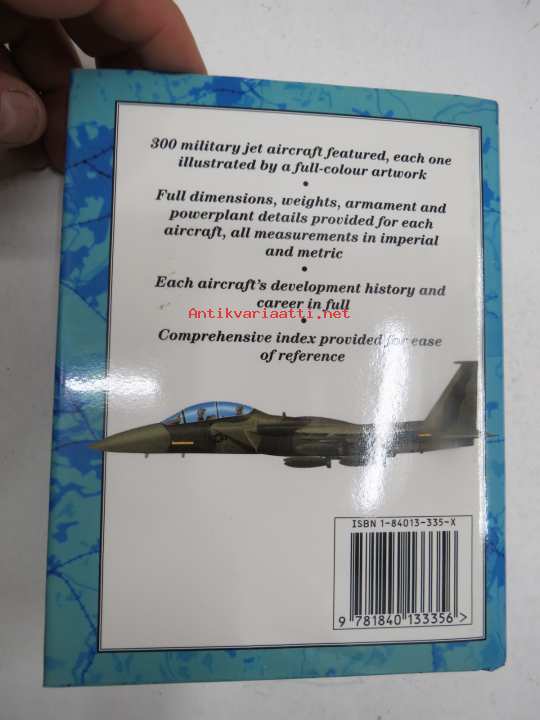 300 military jet aircraft featured, each one
illustrated by a full-colour artwork
•
Full dimensions, weights, armament and
powerplant details provided for each
aircraft, all measurements in imperial
and metric
•
Each aircraft's development history and
career in full
•
Antikvariaatti.net
Comprehensive index provided for ease
of reference
ISBN 1-84013-335-X
9 781840 133356 >